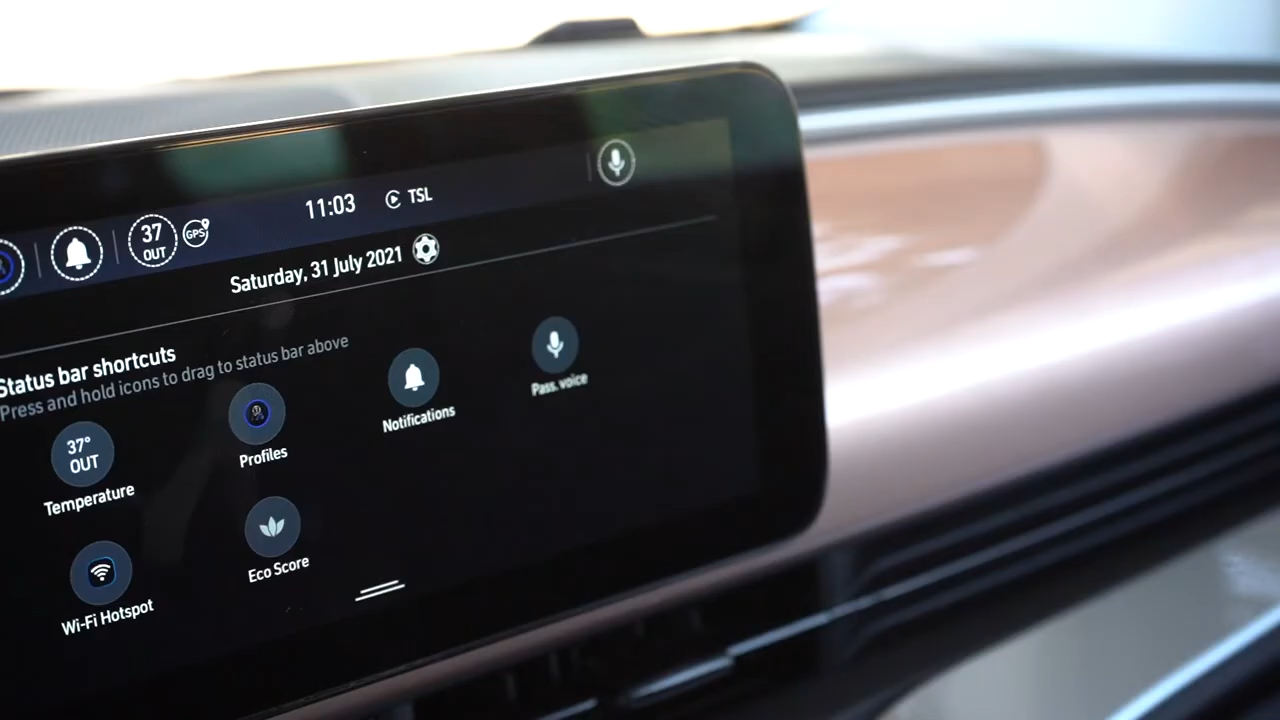 37
OUT
GPS
11:03
TSL
Saturday, 31 July 2021
Status bar shortcuts
Press and hold icons to drag to status bar above
37°
OUT
Temperature
Profiles
Notifications
Pass. voice
Wi-Fi Hotspot
Eco Score